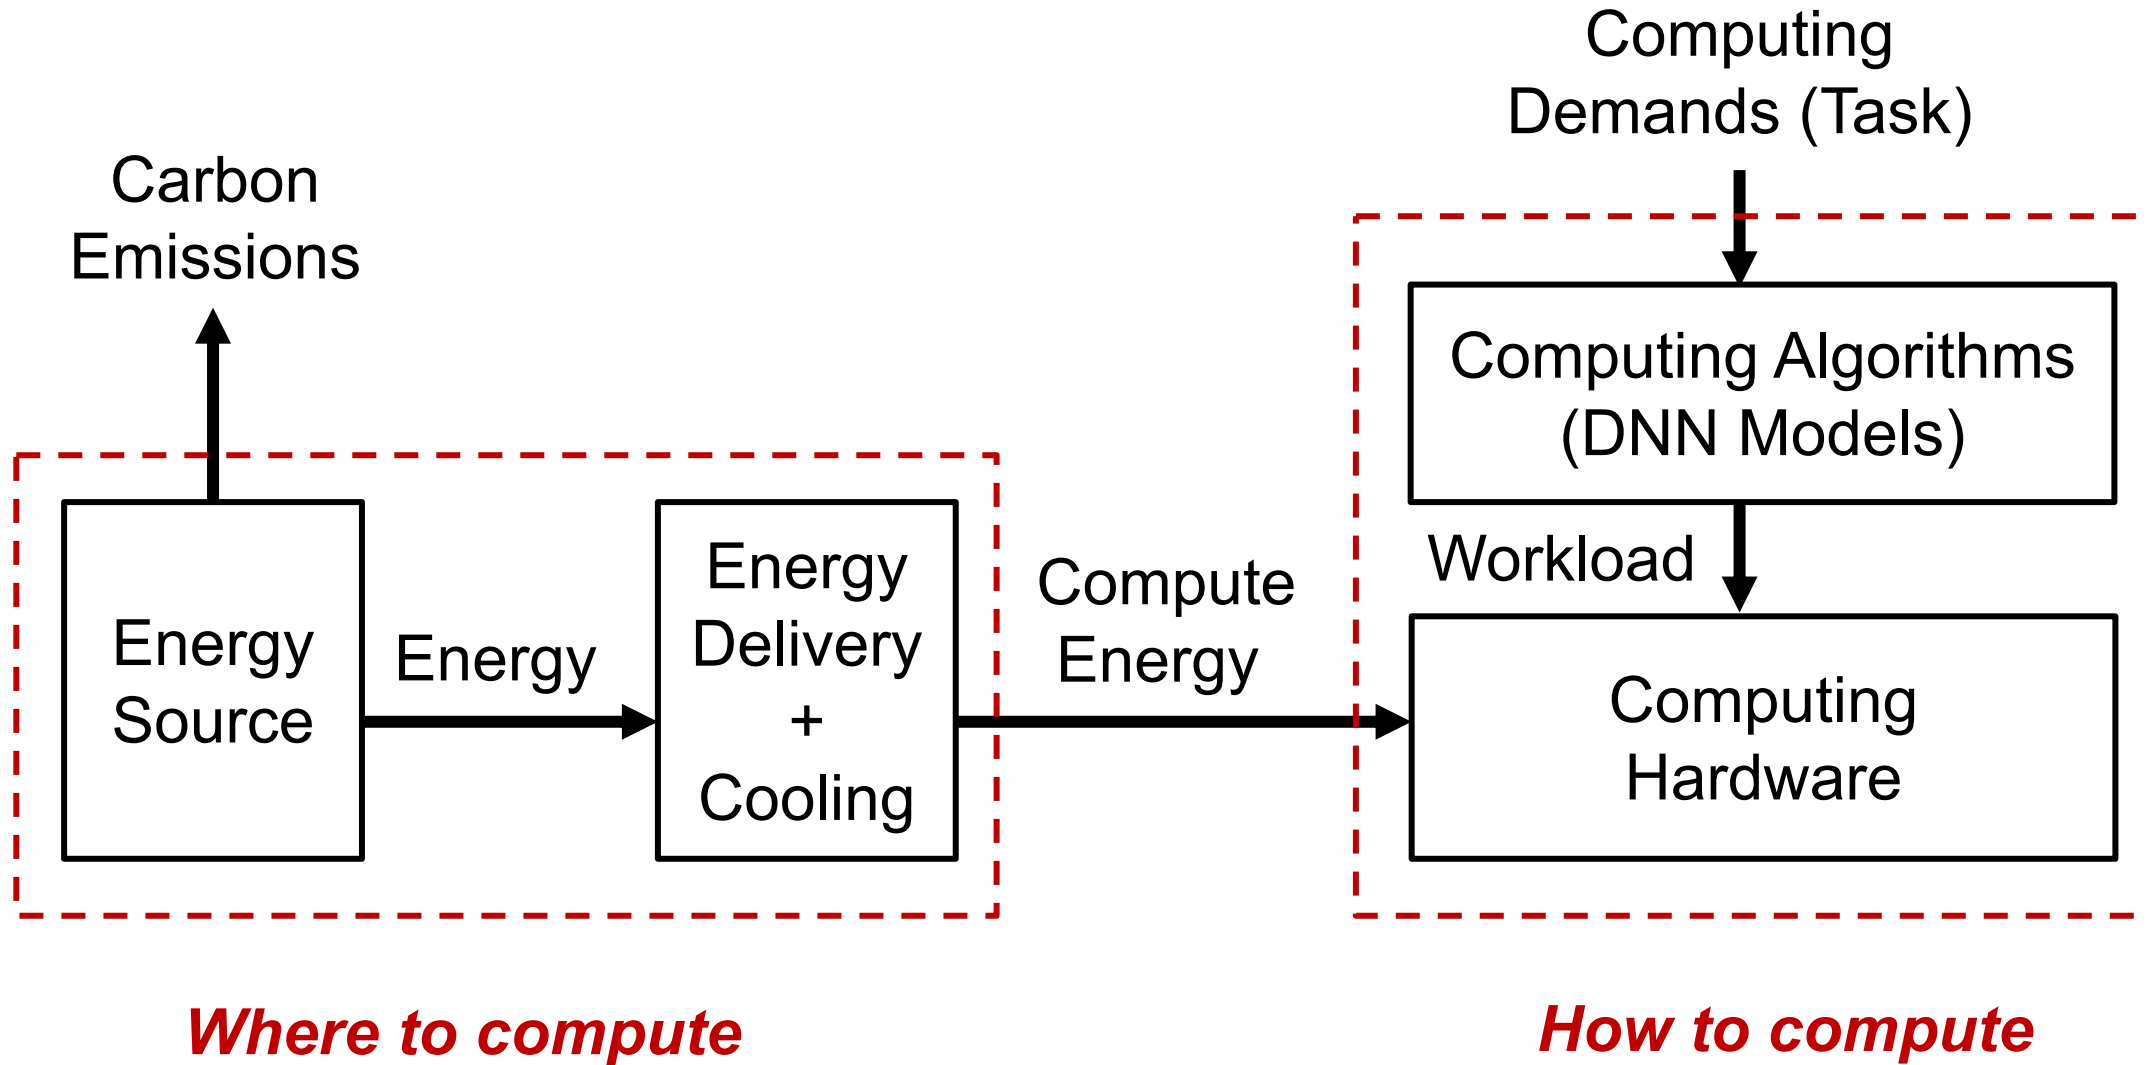 Computing
Demands (Task)
Carbon
Emissions
Computing Algorithms
(DNN Models)
Workload
Energy
Source
Energy
Energy
Delivery
+
Cooling
Compute
Energy
Computing
Hardware
Where to compute
How to compute